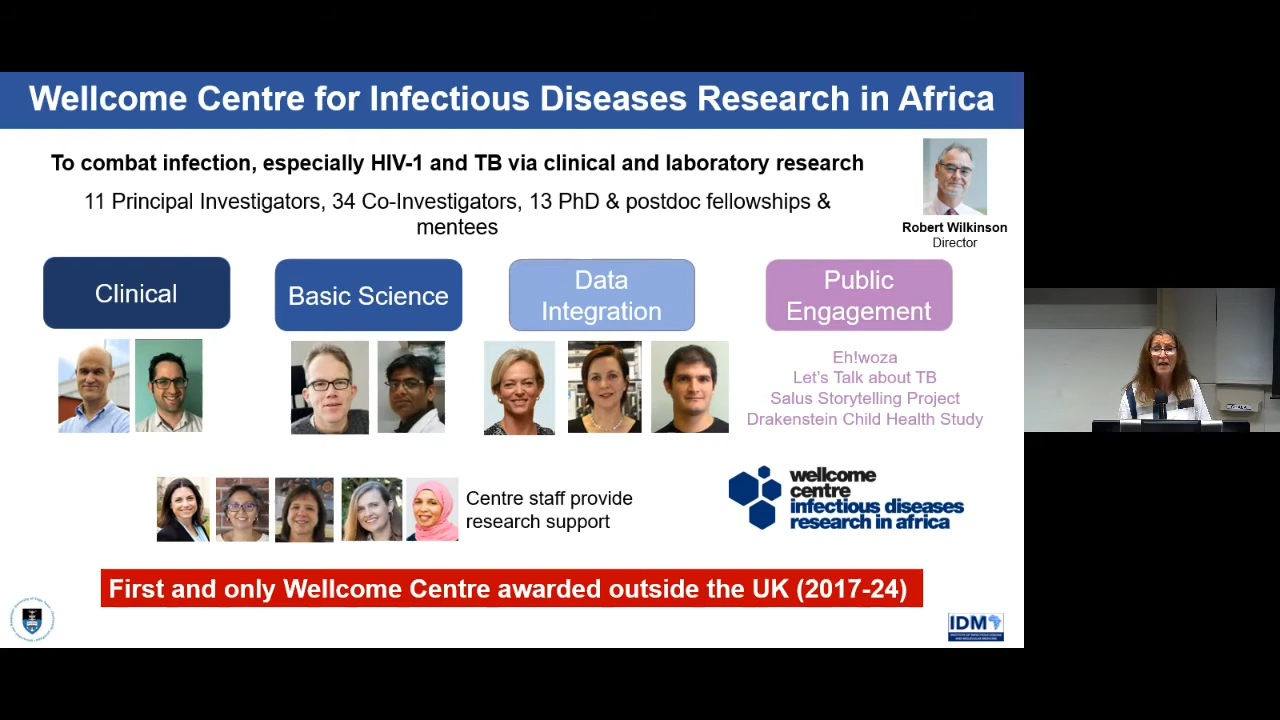 Wellcome Centre for Infectious Diseases Research in Africa
To combat infection, especially HIV-1 and TB via clinical and laboratory research
11 Principal Investigators, 34 Co-Investigators, 13 PhD & postdoc fellowships &
mentees
Robert Wilkinson
Director
Clinical
Basic Science
Data
Integration
Public
Engagement
Eh!woza
Let's Talk about TB
Salus Storytelling Project
Drakenstein Child Health Study
Centre staff provide
research support
wellcome
centre
infectious diseases
research in africa
First and only Wellcome Centre awarded outside the UK (2017-24)
IDM